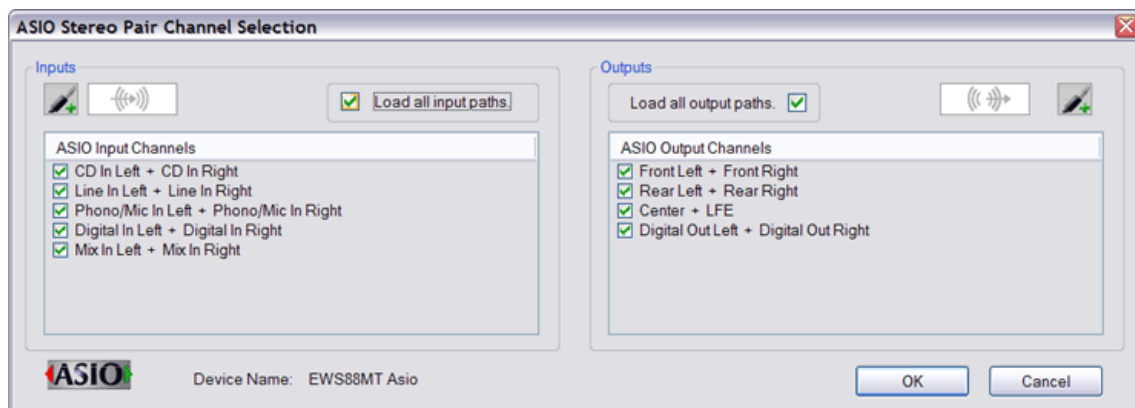 ASIO Stereo Pair Channel Selection
Inputs
Load all input paths.
ASIO Input Channels
CD In Left + CD In Right
Line In Left + Line In Right
Phono/Mic In Left + Phono/Mic In Right
Digital In Left + Digital In Right
Mix In Left + Mix In Right
Outputs
Load all output paths.
ASIO Output Channels
Front Left + Front Right
Rear Left + Rear Right
Center + LFE
Digital Out Left + Digital Out Right
ASIO
Device Name: EWS88MT Asio
OK
Cancel